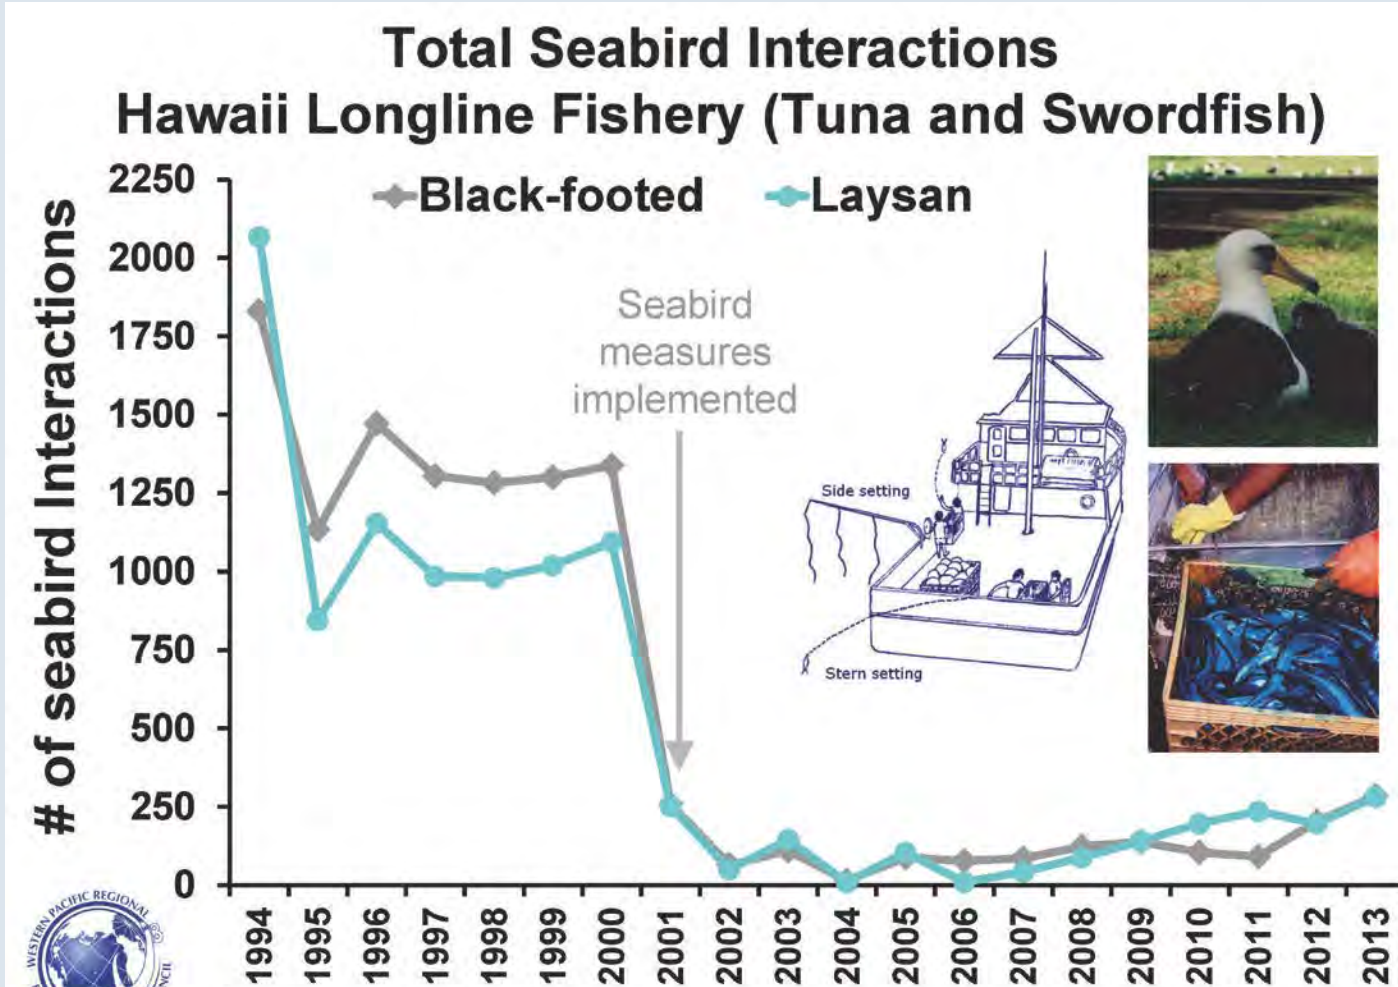 Total Seabird Interactions
Hawaii Longline Fishery (Tuna and Swordfish)
# of seabird Interactions
2250
2000
1750
1500
1250
1000
750
500
250
0
Black-footed
Laysan
Seabird
measures
implemented
Side setting
Stern setting
1994
1995
1996
1997
1998
1999
2000
2001
2002
2003
2004
2005
2006
2007
2008
2009
2010
2011
2012
2013
WESTERN PACIFIC REGIONAL